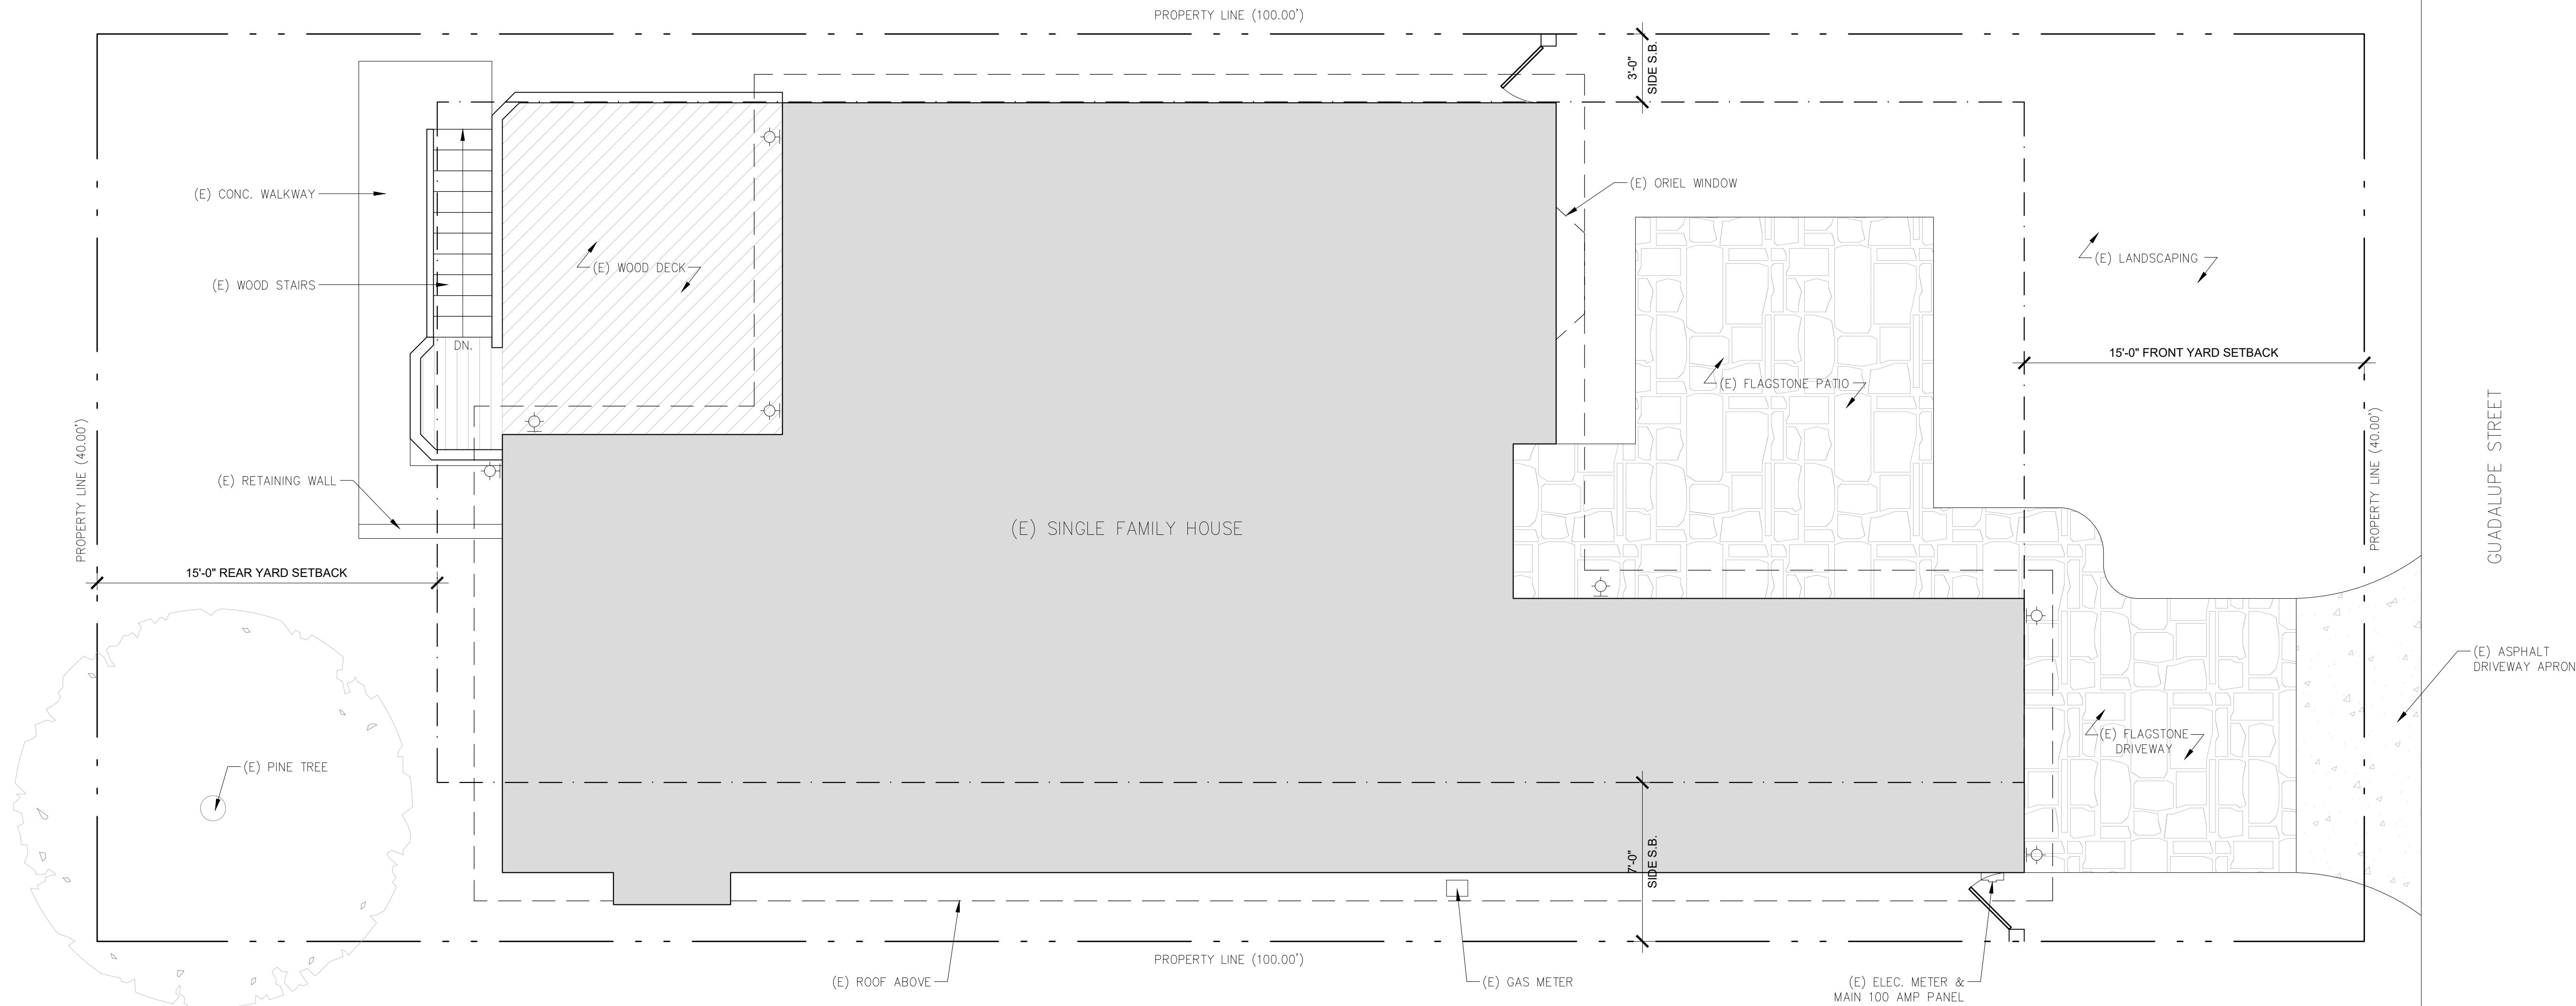 PROPERTY LINE (100.00')
3'-0"
SIDE S.B.
(E) CONC. WALKWAY
(E) ORIEL WINDOW
(E) WOOD DECK
(E) LANDSCAPING
(E) WOOD STAIRS
DN.
15'-0" FRONT YARD SETBACK
(E) FLAGSTONE PATIO
GUADALUPE STREET
PROPERTY LINE (40.00')
PROPERTY LINE (40.00')
(E) RETAINING WALL
(E) SINGLE FAMILY HOUSE
15'-0" REAR YARD SETBACK
(E) ASPHALT
DRIVEWAY APRON
(E) FLAGSTONE
DRIVEWAY
(E) PINE TREE
7'-0"
SIDE S.B.
PROPERTY LINE (100.00')
(E) ROOF ABOVE
(E) GAS METER
(E) ELEC. METER &
MAIN 100 AMP PANEL